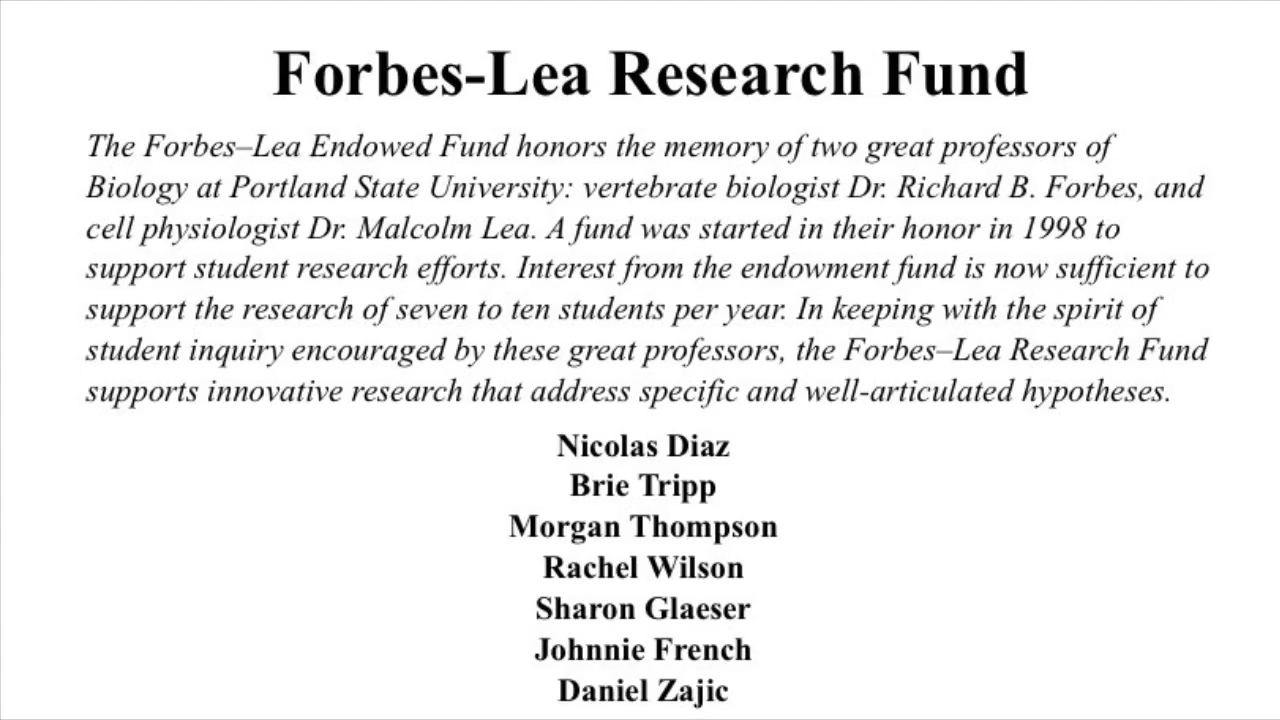 Forbes-Lea Research Fund
The Forbes–Lea Endowed Fund honors the memory of two great professors of
Biology at Portland State University: vertebrate biologist Dr. Richard B. Forbes, and
cell physiologist Dr. Malcolm Lea. A fund was started in their honor in 1998 to
support student research efforts. Interest from the endowment fund is now sufficient to
support the research of seven to ten students per year. In keeping with the spirit of
student inquiry encouraged by these great professors, the Forbes–Lea Research Fund
supports innovative research that address specific and well-articulated hypotheses.
Nicolas Diaz
Brie Tripp
Morgan Thompson
Rachel Wilson
Sharon Glaeser
Johnnie French
Daniel Zajic